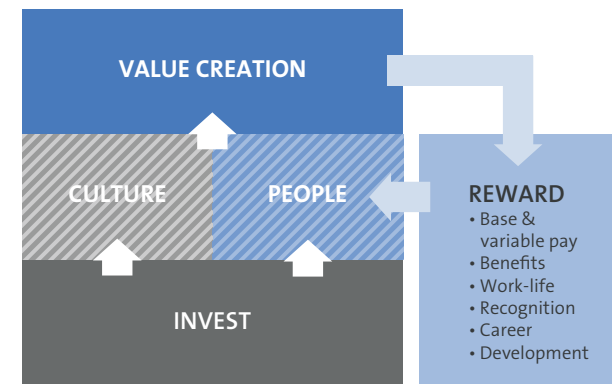 VALUE CREATION
CULTURE
PEOPLE
INVEST
REWARD
• Base &
variable pay
• Benefits
• Work-life
• Recognition
• Career
• Development